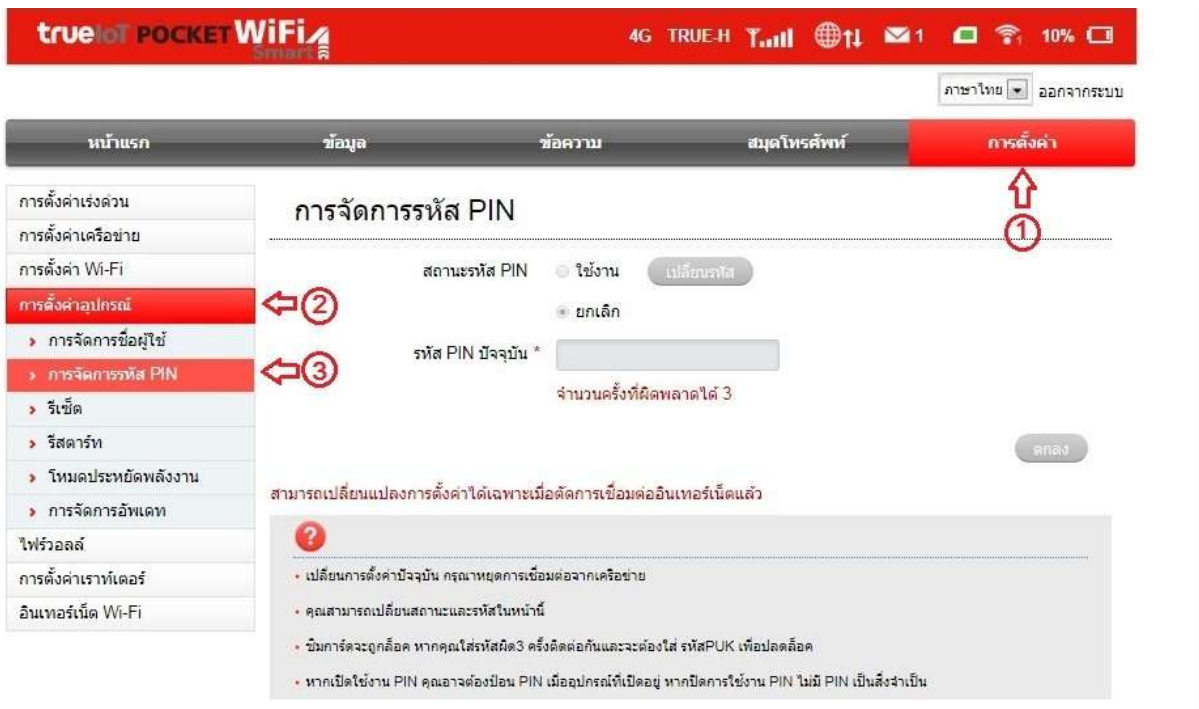 trueIoT POCKET WiFi 4G TRUE-H 1 1 10%
Smart
ภาษาไทย ออกจากระบบ
หน้าแรก ข้อมูล ข้อความ สมุดโทรศัพท์ การตั้งค่า
การตั้งค่าเร่งด่วน
การจัดการรหัส PIN
1
การตั้งค่าเครือข่าย
การตั้งค่า Wi-Fi
สถานะรหัส PIN ใช้งาน เปลี่ยนรหัส
การตั้งค่าอุปกรณ์ 2
ยกเลิก
การจัดการชื่อผู้ใช้
รหัส PIN ปัจจุบัน *
การจัดการรหัส PIN 3
จำนวนครั้งที่ผิดพลาดได้ 3
รีเซ็ต
รีสตาร์ท
ตกลง
โหมดประหยัดพลังงาน
สามารถเปลี่ยนแปลงการตั้งค่าได้เฉพาะเมื่อตัดการเชื่อมต่ออินเทอร์เน็ตแล้ว
การจัดการอัพเดท
?
ไฟร์วอลล์
การตั้งค่าเราท์เตอร์
อินเทอร์เน็ต Wi-Fi
• เปลี่ยนการตั้งค่าปัจจุบัน กรุณาหยุดการเชื่อมต่อจากเครือข่าย
• คุณสามารถเปลี่ยนสถานะและรหัสในหน้านี้
• ซิมการ์ดจะถูกล็อค หากคุณใส่รหัสผิด3 ครั้งติดต่อกันและจะต้องใส่ รหัสPUK เพื่อปลดล็อค
• หากเปิดใช้งาน PIN คุณอาจต้องป้อน PIN เมื่ออุปกรณ์ที่เปิดอยู่ หากปิดการใช้งาน PIN ไม่มี PIN เป็นสิ่งจำเป็น